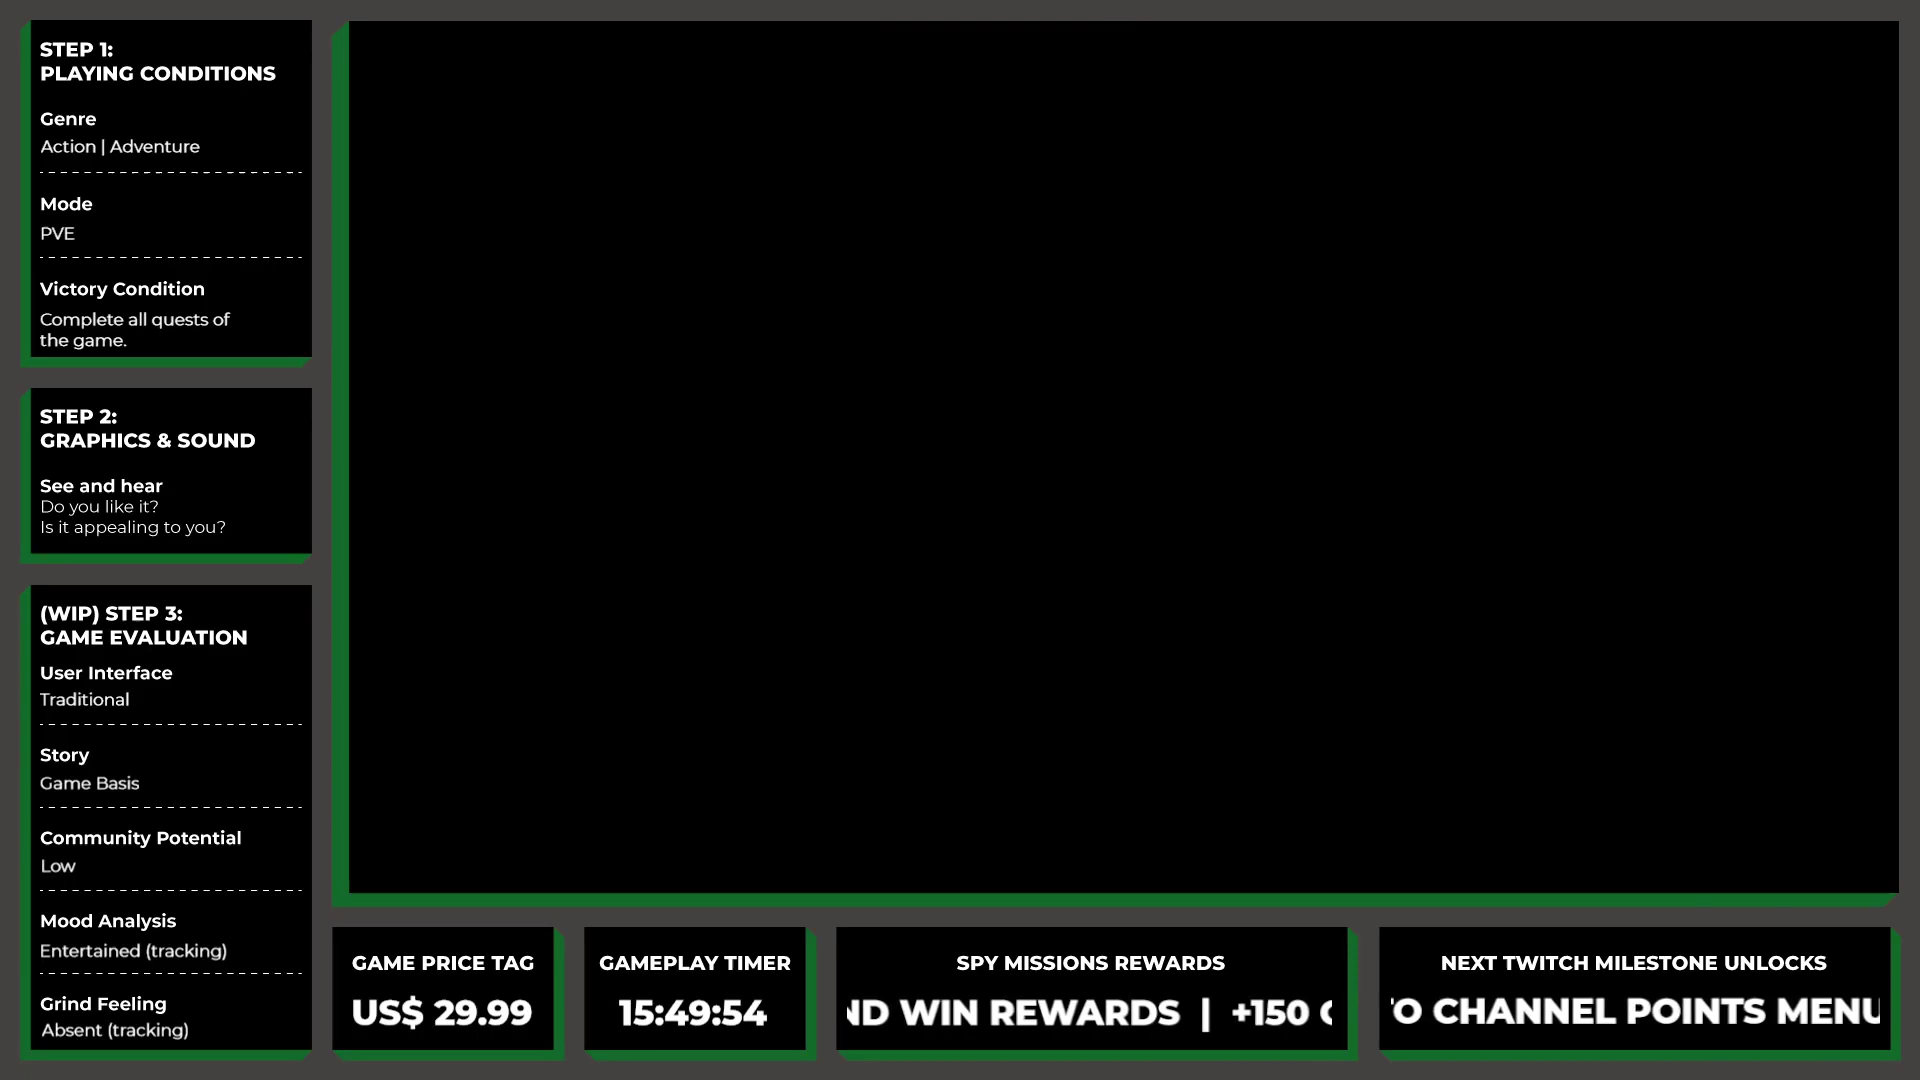 STEP 1:
PLAYING CONDITIONS
Genre
Action | Adventure
Mode
PVE
Victory Condition
Complete all quests of
the game.
STEP 2:
GRAPHICS & SOUND
See and hear
Do you like it?
Is it appealing to you?
(WIP) STEP 3:
GAME EVALUATION
User Interface
Traditional
Story
Game Basis
Community Potential
Low
Mood Analysis
Entertained (tracking)
Grind Feeling
Absent (tracking)
GAME PRICE TAG
US$ 29.99
GAMEPLAY TIMER
15:49:54
SPY MISSIONS REWARDS
ND WIN REWARDS | +150
NEXT TWITCH MILESTONE UNLOCKS
TO CHANNEL POINTS MENU